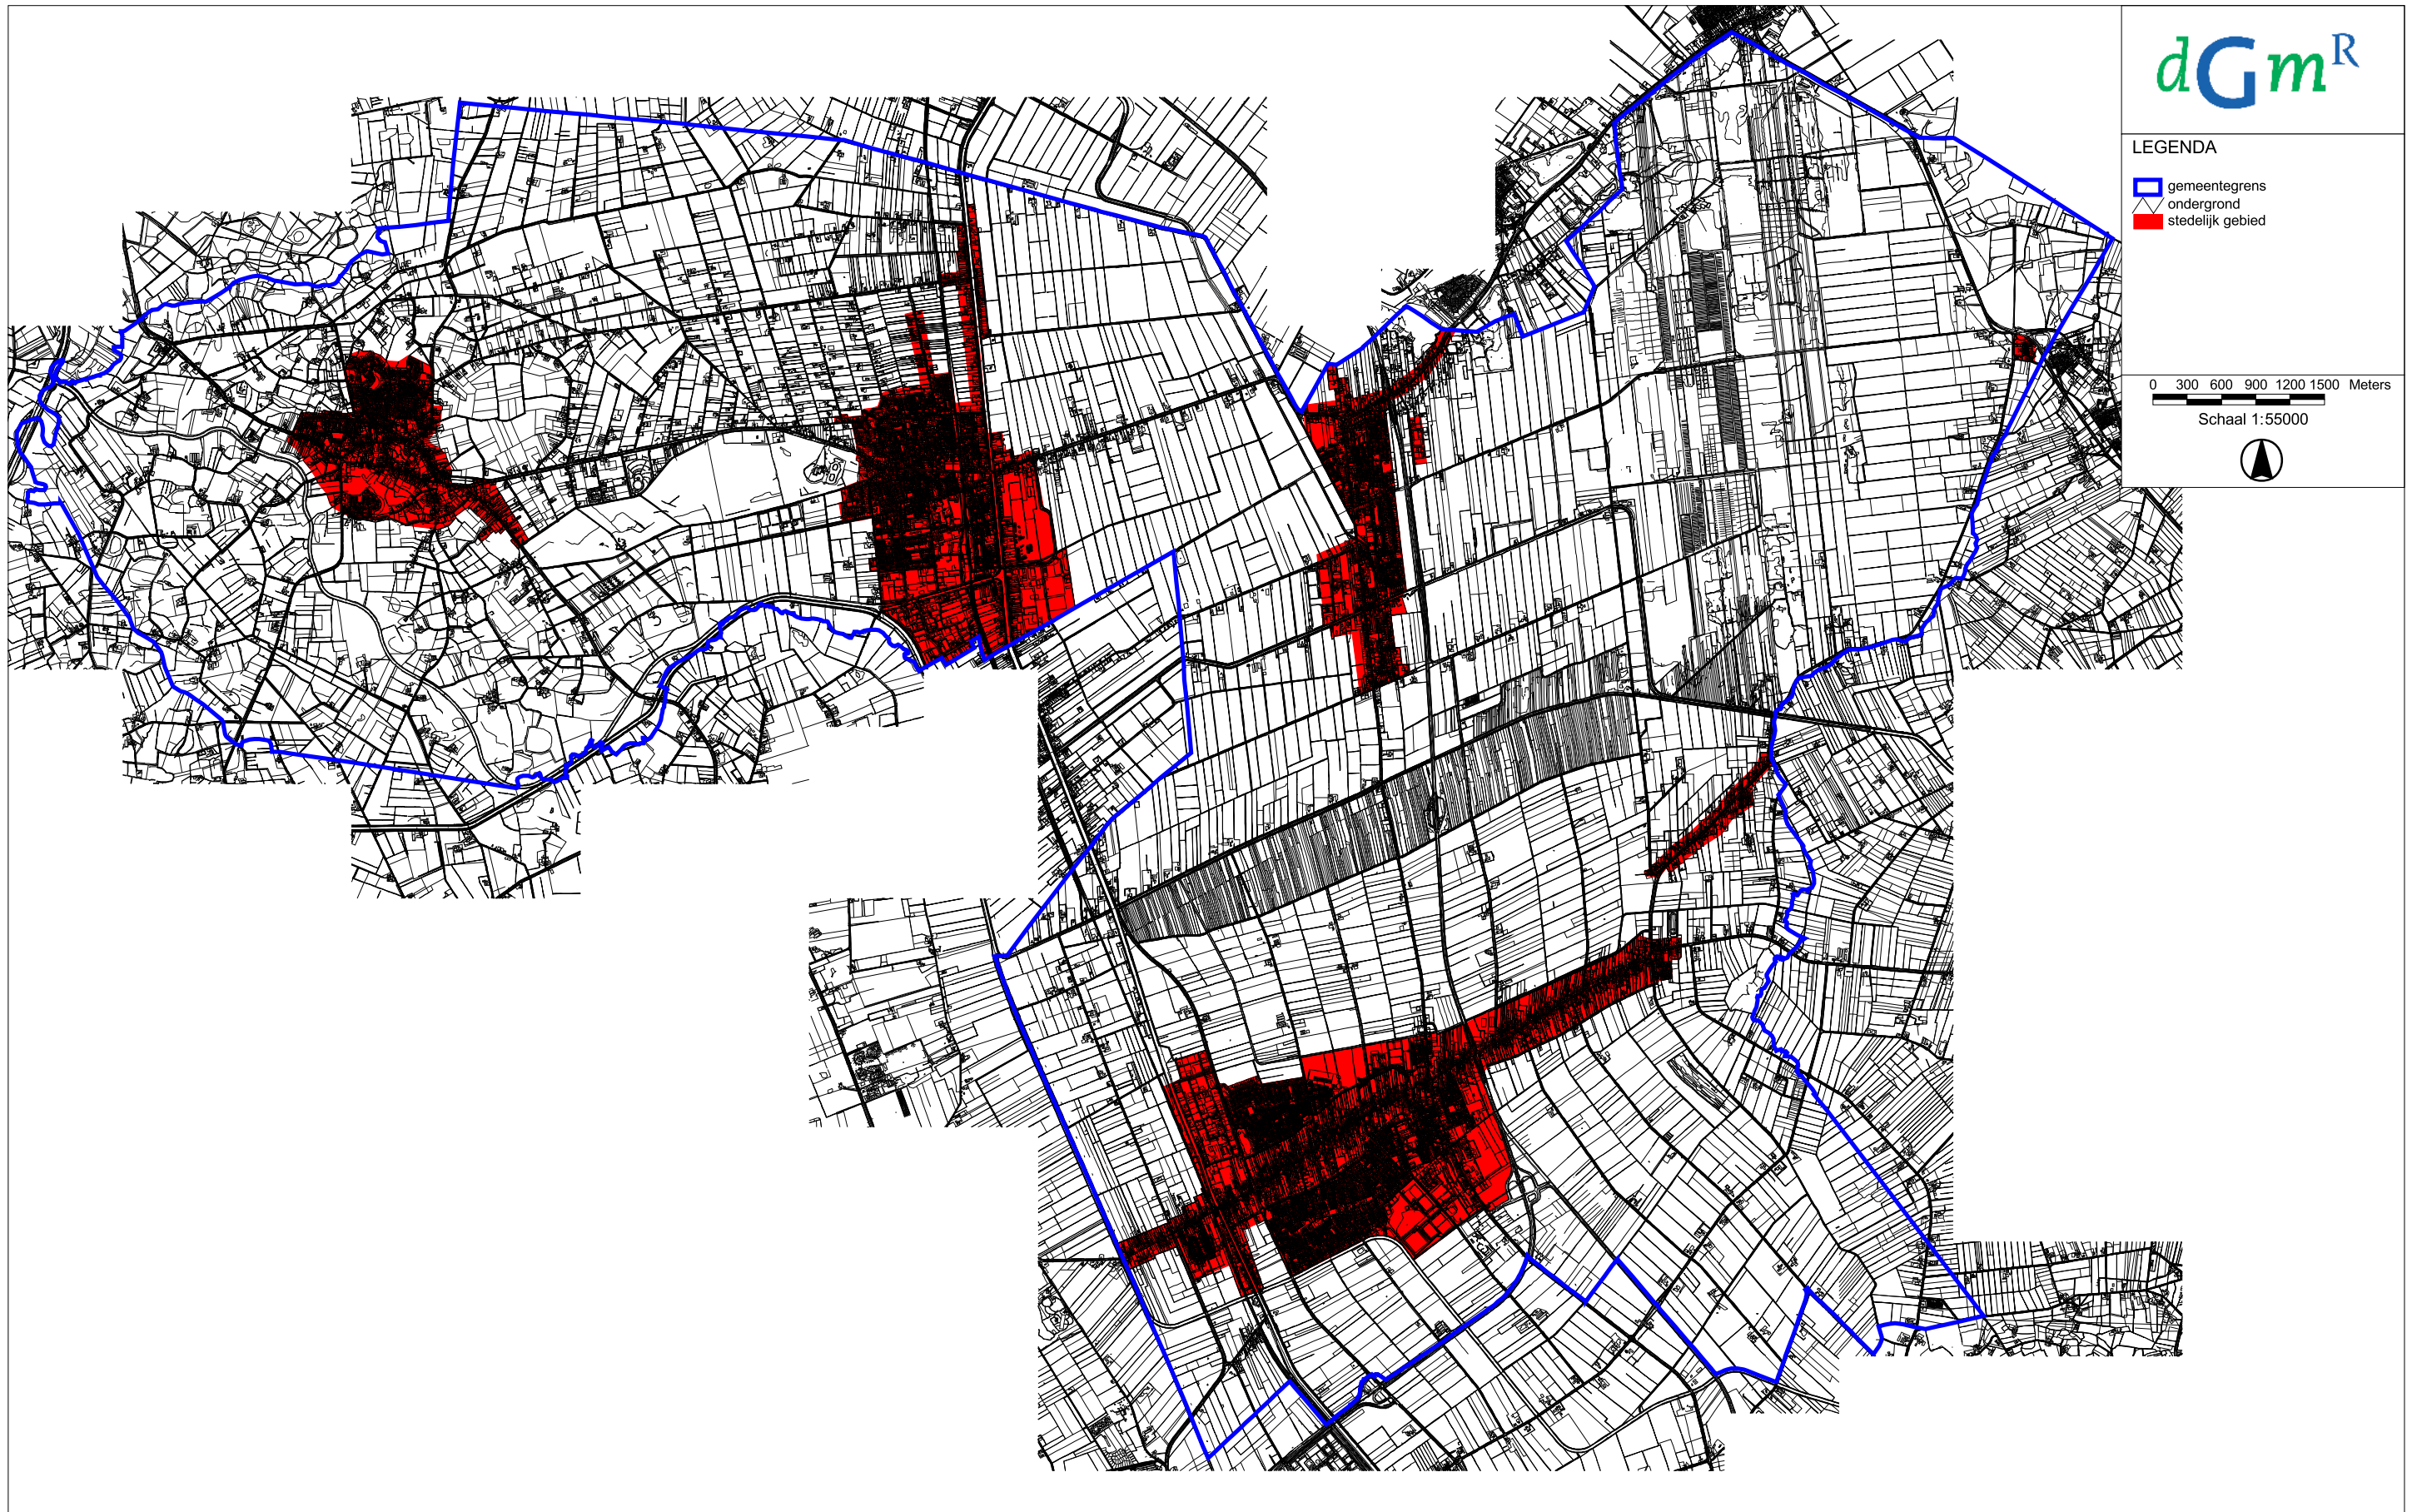 dGmR
LEGENDA
gemeentegrens
ondergrond
stedelijk gebied
0 300 600 900 1200 1500 Meters
Schaal 1:55000